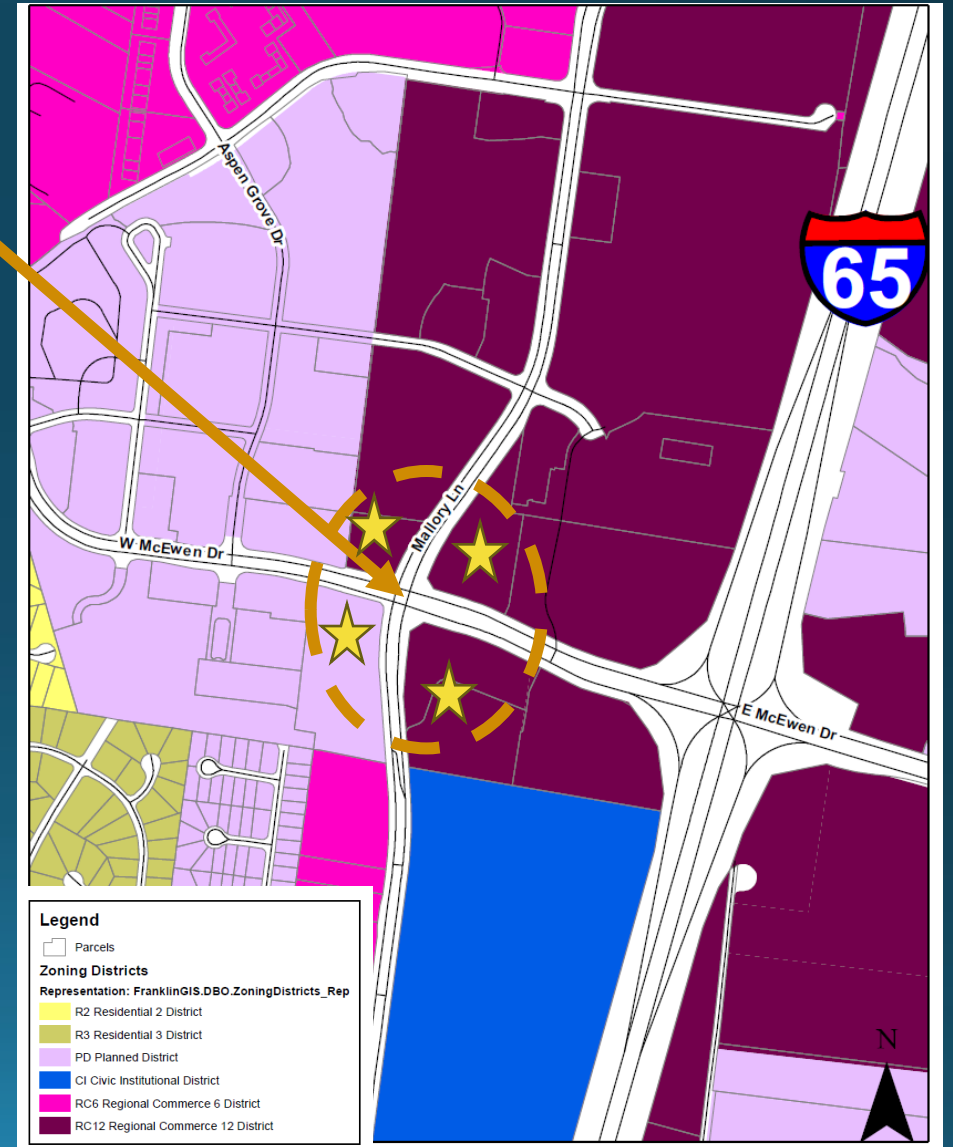 Aspen Grove Dr
65
Mallory Ln
W McEwen Dr
E McEwen Dr
Legend
Parcels
Zoning Districts
Representation: FranklinGIS.DBO.ZoningDistricts_Rep
R2 Residential 2 District
R3 Residential 3 District
PD Planned District
CI Civic Institutional District
RC6 Regional Commerce 6 District
RC12 Regional Commerce 12 District
N